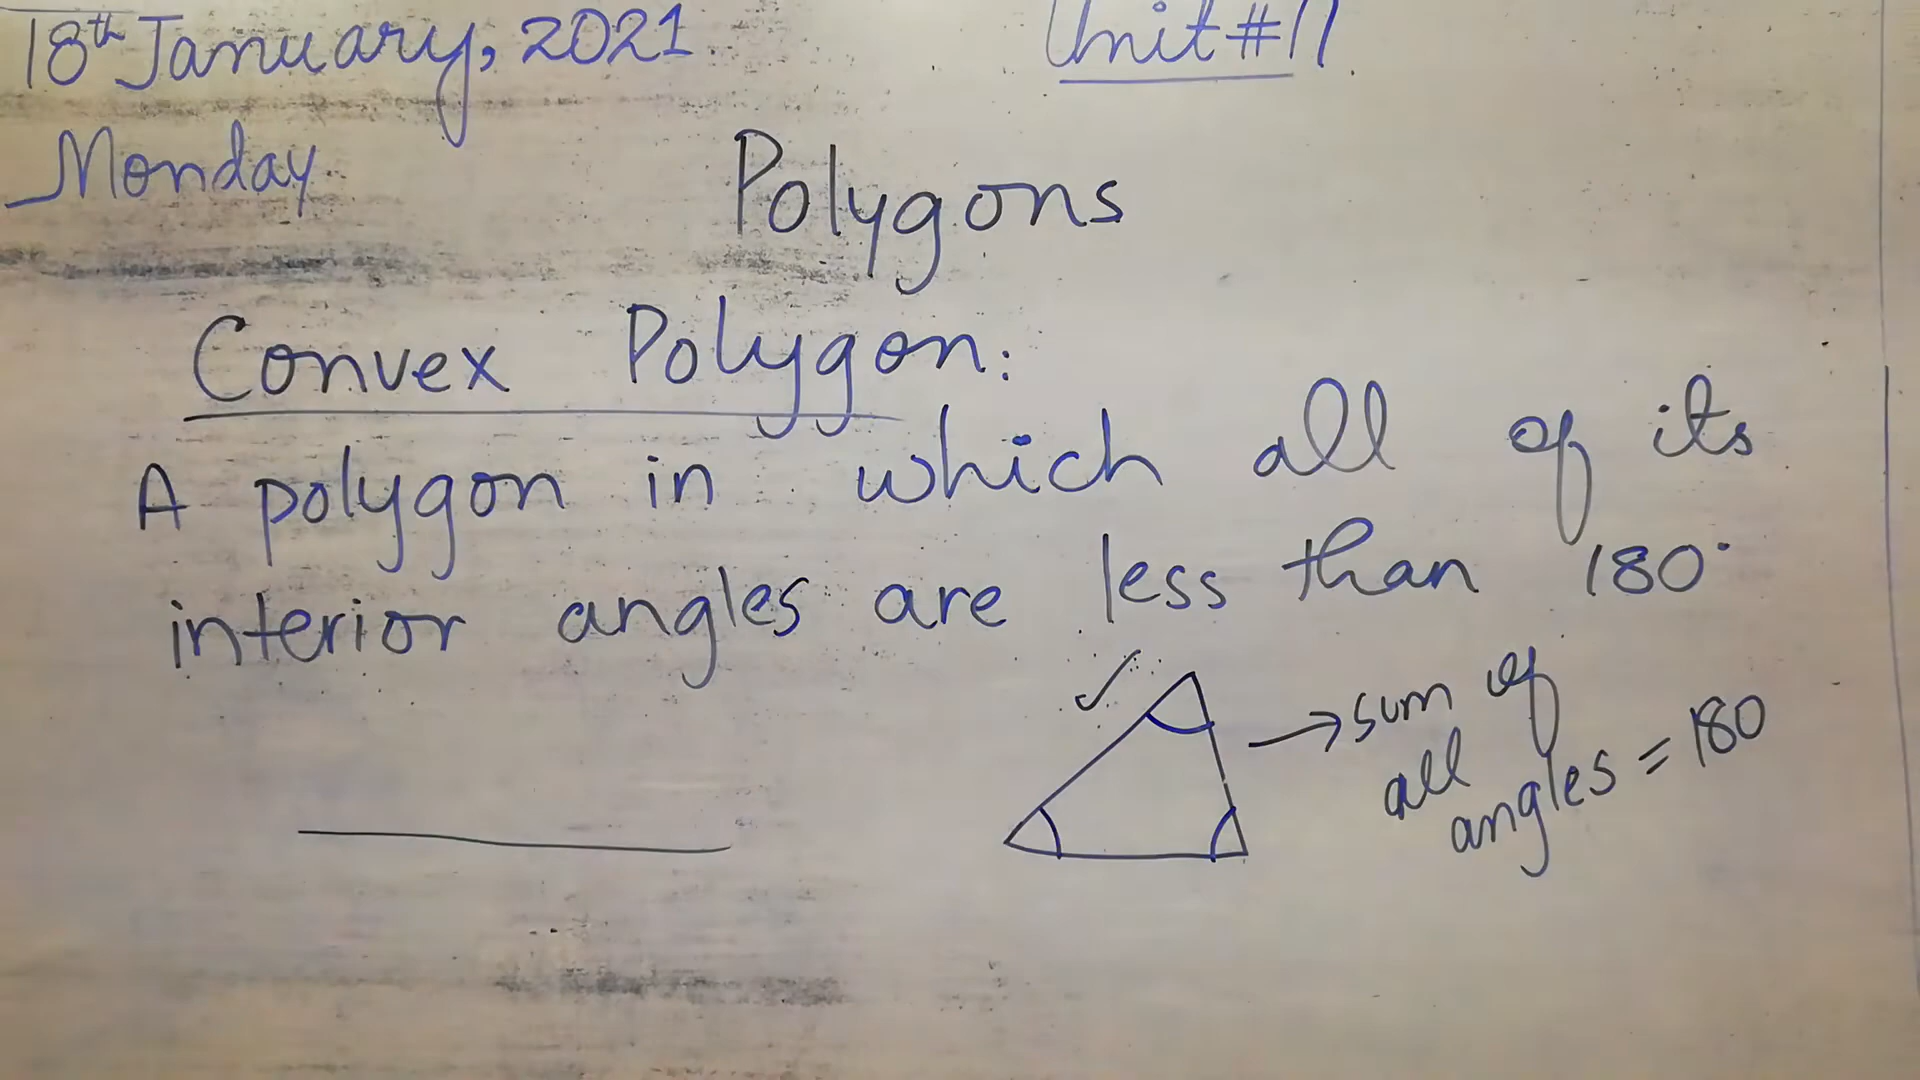 18th January, 2021
Unit #11
Monday
Polygons
Convex Polygon:
A polygon in which all of its
interior angles are less than 180°
sum of
all
angles = 180